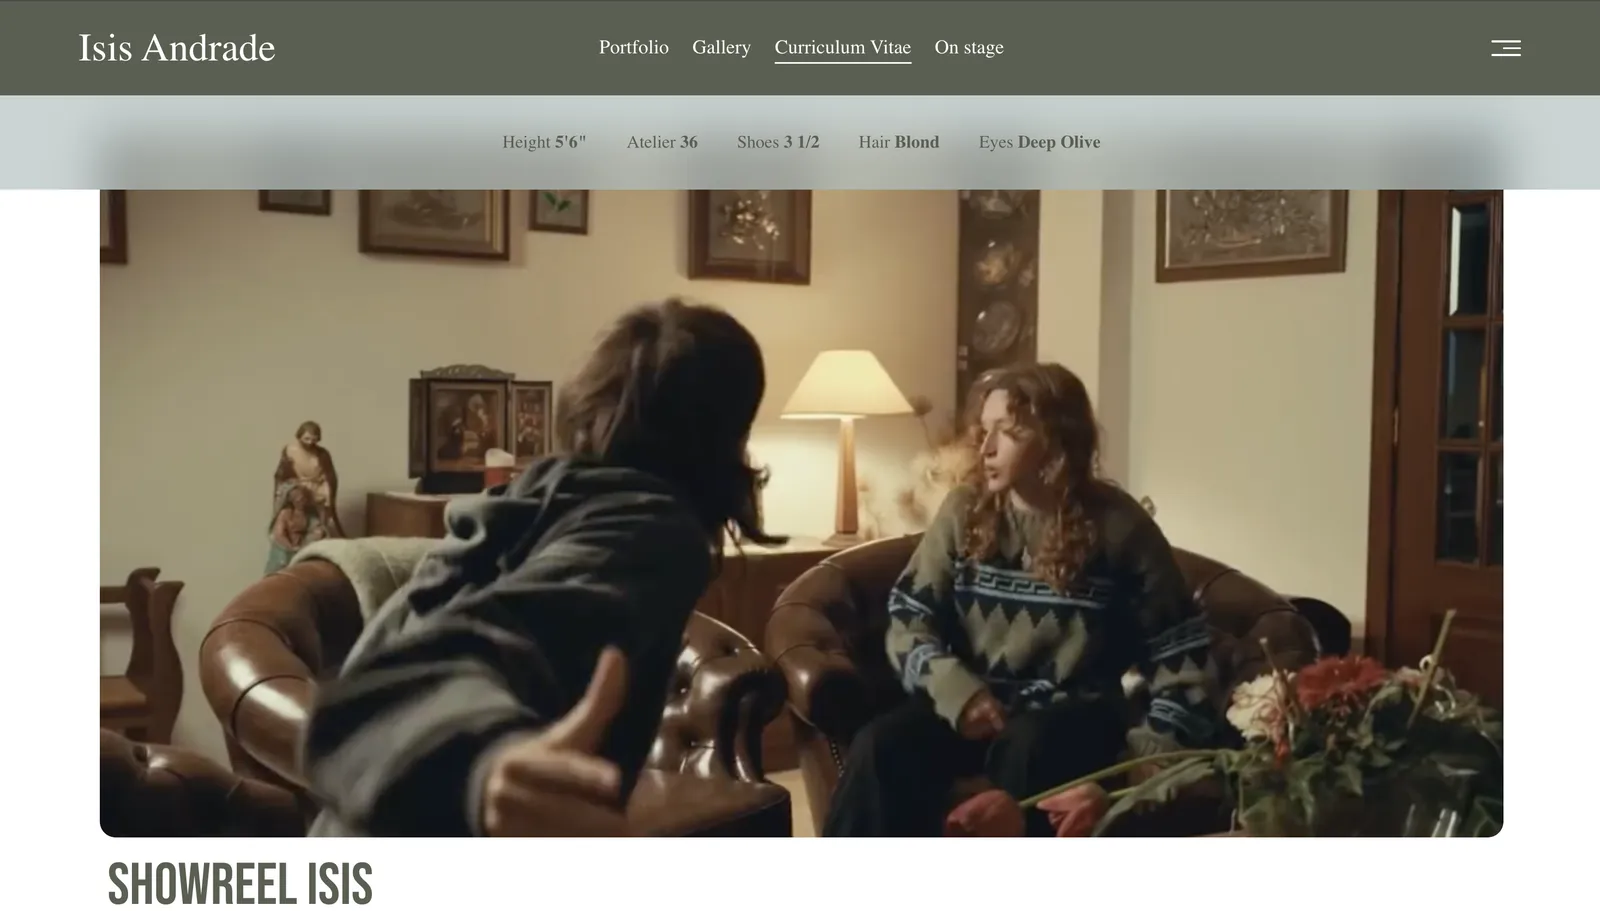 Isis Andrade
Portfolio Gallery Curriculum Vitae On stage
Height 5'6" Atelier 36 Shoes 3 1/2 Hair Blond Eyes Deep Olive
SHOWREEL ISIS